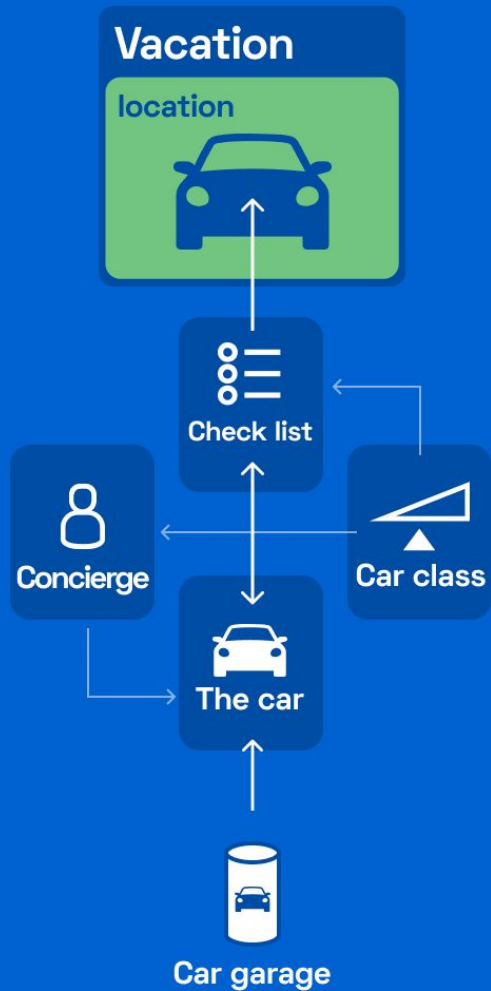 Vacation
location
Check list
Concierge
Car class
The car
Car garage